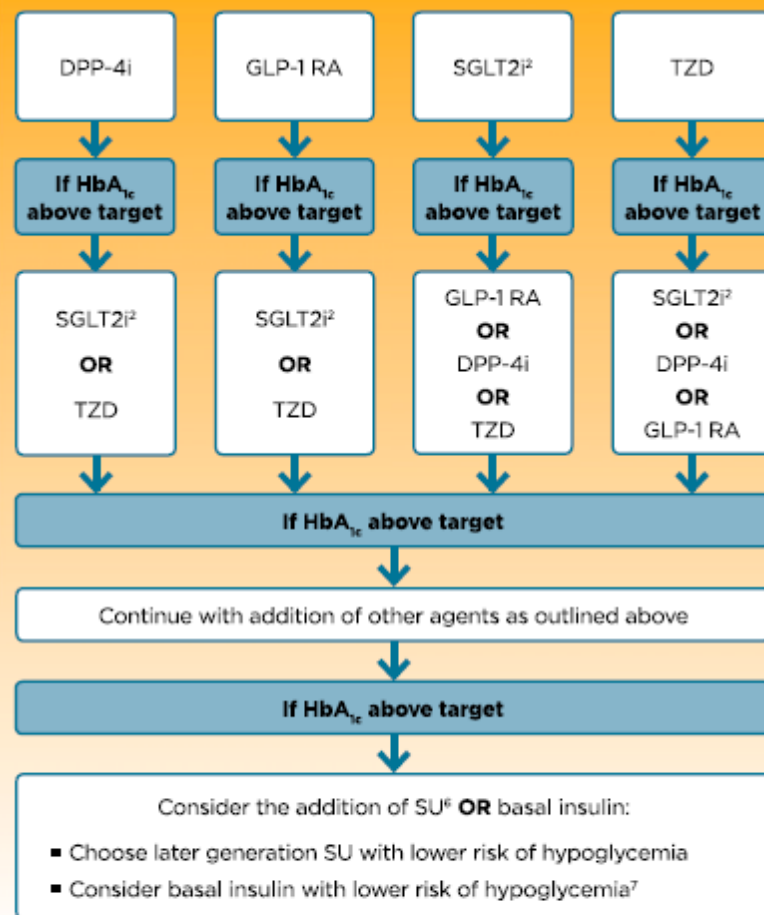 DPP-4i
GLP-1 RA
SGLT2i²
TZD
If HbA₁c
above target
If HbA₁c
above target
If HbA₁c
above target
If HbA₁c
above target
SGLT2i²
OR
TZD
SGLT2i²
OR
TZD
GLP-1 RA
OR
DPP-4i
OR
TZD
SGLT2i²
OR
DPP-4i
OR
GLP-1 RA
If HbA₁c above target
Continue with addition of other agents as outlined above
If HbA₁c above target
Consider the addition of SU⁶ OR basal insulin:
▪ Choose later generation SU with lower risk of hypoglycemia
▪ Consider basal insulin with lower risk of hypoglycemia⁷